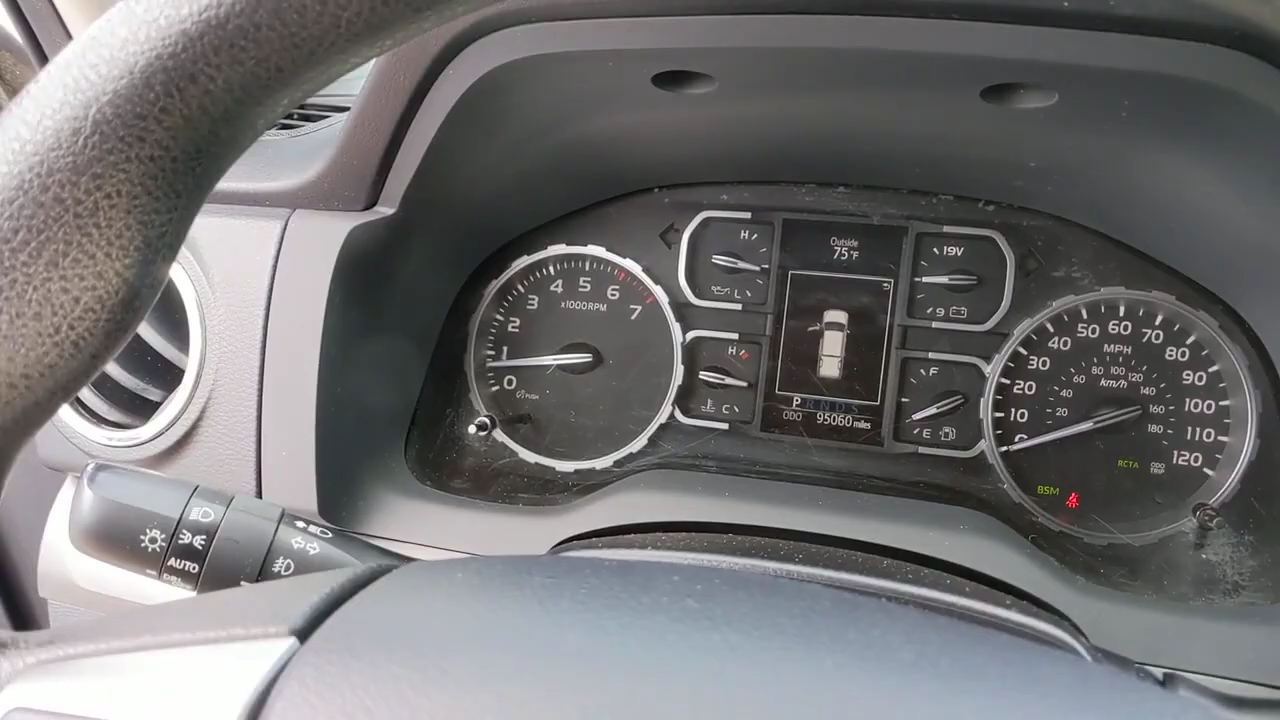 Outside
75°F
P R N D S
ODO 95060 miles
H
L
H
C
19V
9
F
E
0 1 2 3 4 5 6 7
x1000RPM
PUSH
0 10 20 30 40 50 60 70 80 90 100 110 120
MPH
20 40 60 80 100 120 140 160 180
km/h
RCTA
ODO
TRIP
BSM
AUTO
DRL